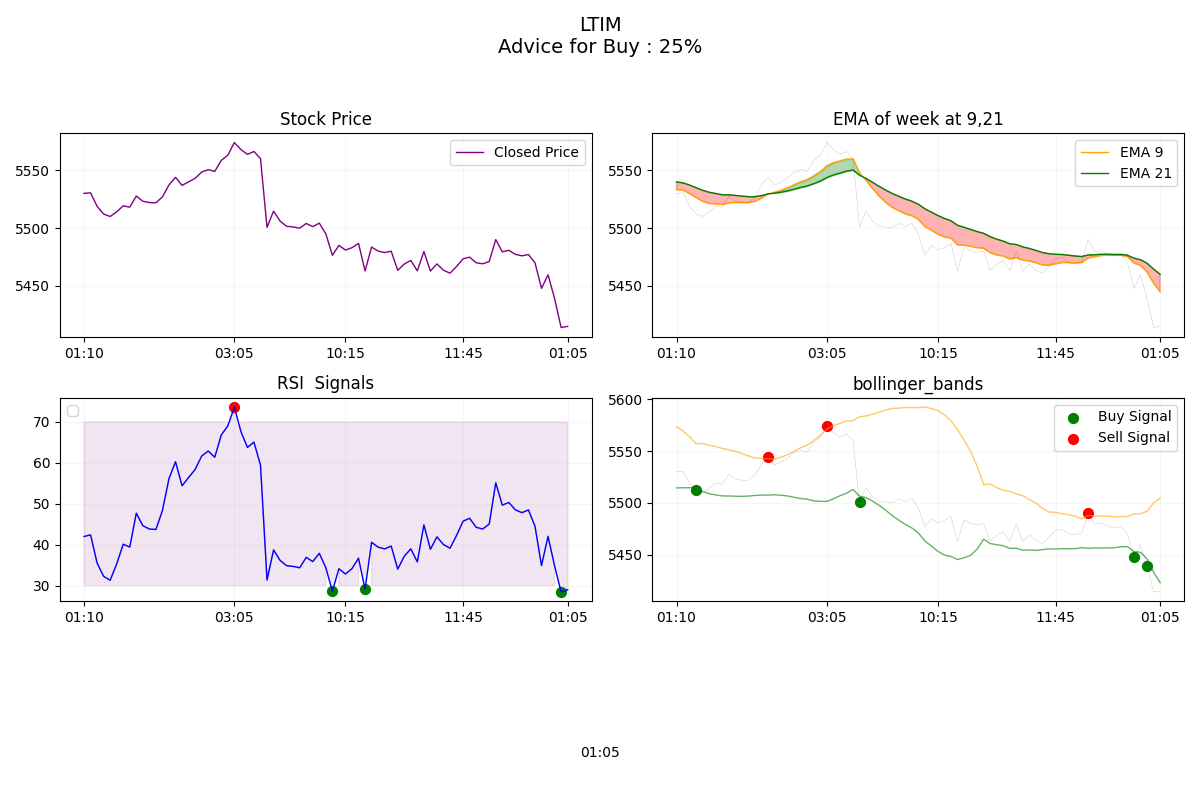 LTIM
Advice for Buy : 25%
Stock Price
Closed Price
5550
5500
5450
01:10 03:05 10:15 11:45 01:05
EMA of week at 9,21
EMA 9
EMA 21
5550
5500
5450
01:10 03:05 10:15 11:45 01:05
RSI  Signals
70
60
50
40
30
01:10 03:05 10:15 11:45 01:05
bollinger_bands
Buy Signal
Sell Signal
5600
5550
5500
5450
01:10 03:05 10:15 11:45 01:05
01:05